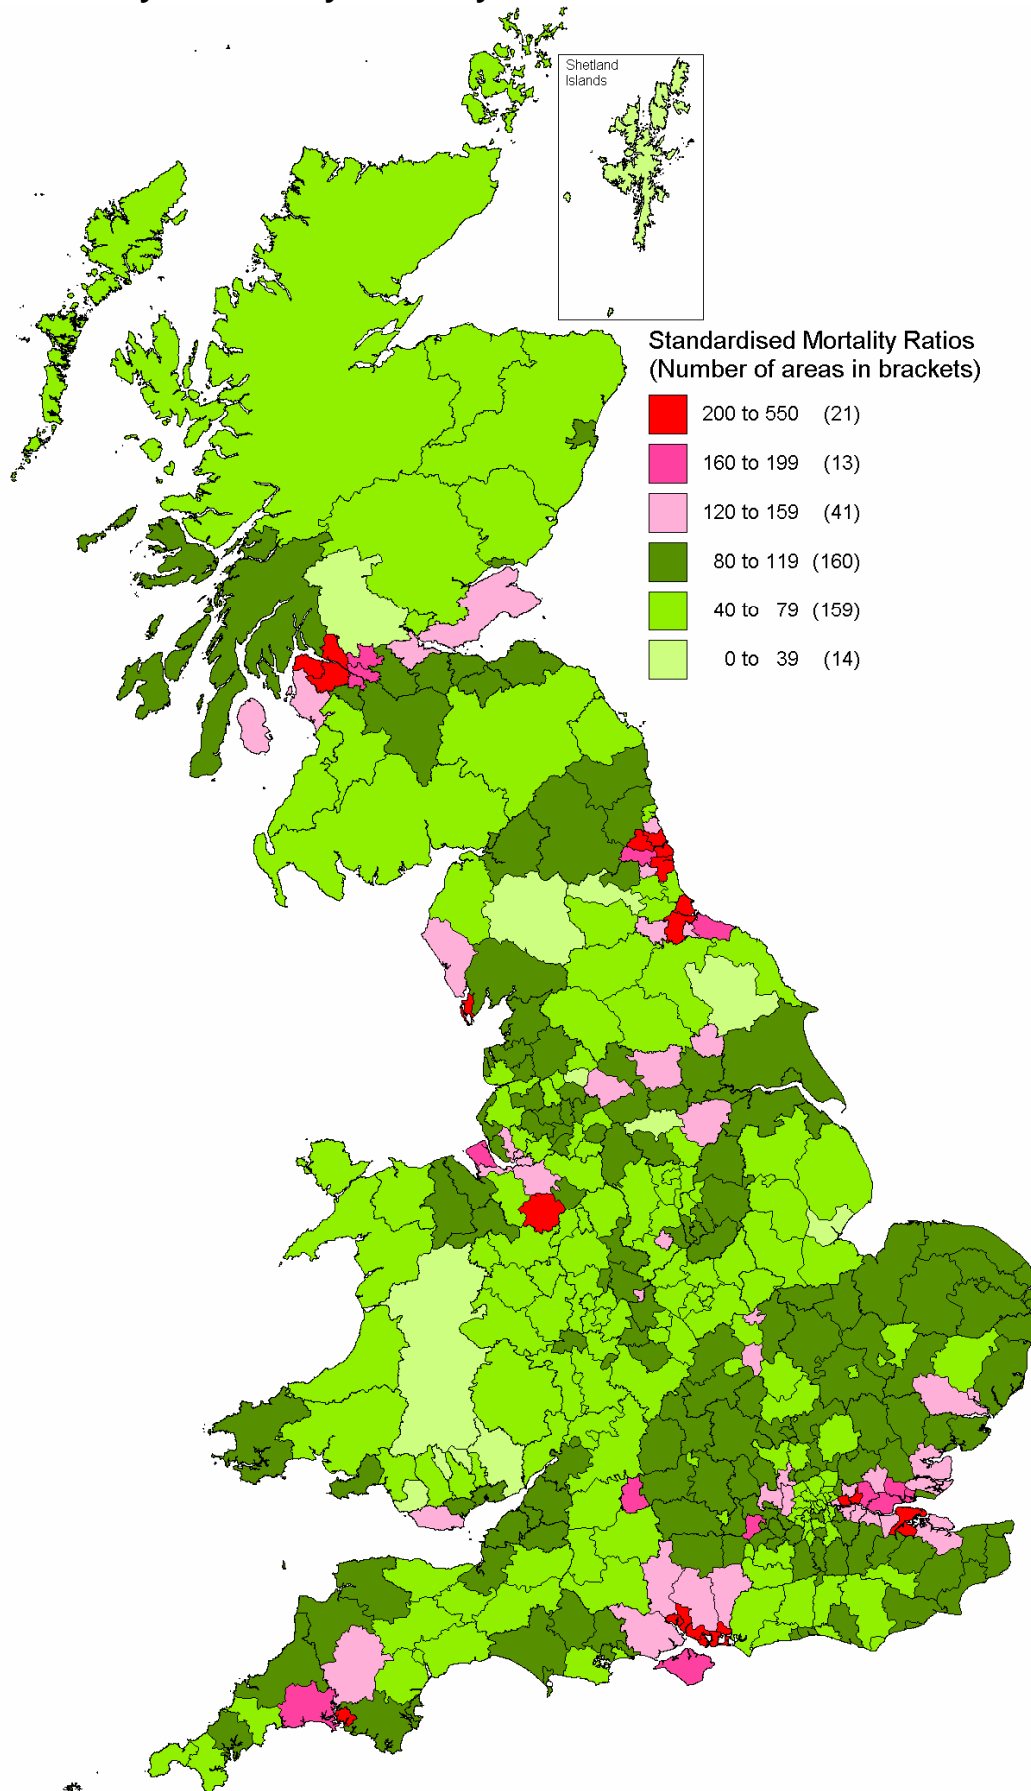 Shetland
Islands
Standardised Mortality Ratios
(Number of areas in brackets)
200 to 550 (21)
160 to 199 (13)
120 to 159 (41)
80 to 119 (160)
40 to 79 (159)
0 to 39 (14)